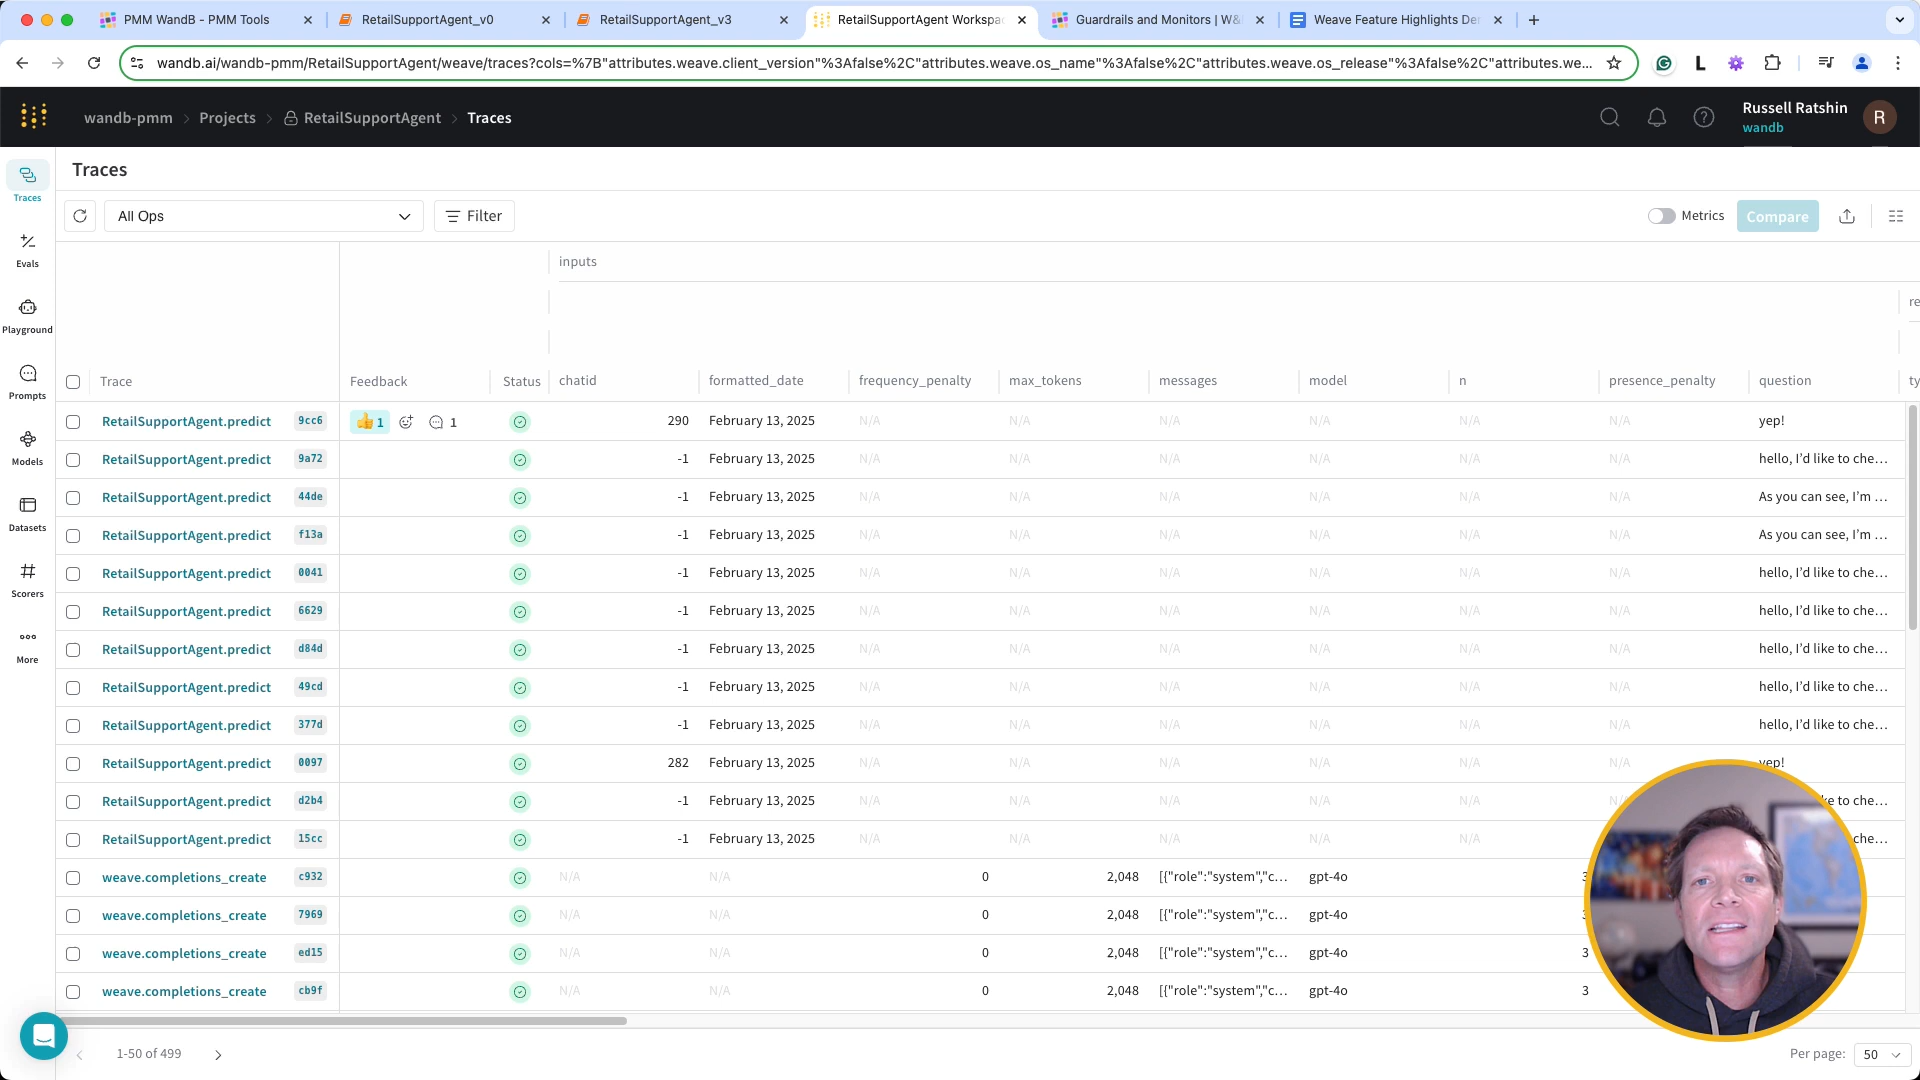 PMM WandB - PMM Tools
RetailSupportAgent_v0
RetailSupportAgent_v3
RetailSupportAgent Workspa
Guardrails and Monitors | W&
Weave Feature Highlights De
wandb.ai/wandb-pmm/RetailSupportAgent/weave/traces?cols=%7B"attributes.weave.client_version"%3Afalse%2C"attributes.weave.os_name"%3Afalse%2C"attributes.weave.os_release"%3Afalse%2C"attributes.we...
wandb-pmm > Projects > RetailSupportAgent > Traces
Russell Ratshin
wandb
R
Traces
Traces
Evals
Playground
Prompts
Models
Datasets
Scorers
More
All Ops
Filter
Metrics
Compare
inputs
re
Trace Feedback Status chatid formatted_date frequency_penalty max_tokens messages model n presence_penalty question ty
RetailSupportAgent.predict 9cc6 👍 1 1 290 February 13, 2025 N/A N/A N/A N/A N/A N/A yep!
RetailSupportAgent.predict 9a72 -1 February 13, 2025 N/A N/A N/A N/A N/A N/A hello, I'd like to che...
RetailSupportAgent.predict 44de -1 February 13, 2025 N/A N/A N/A N/A N/A N/A As you can see, I'm ...
RetailSupportAgent.predict f13a -1 February 13, 2025 N/A N/A N/A N/A N/A N/A As you can see, I'm ...
RetailSupportAgent.predict 0041 -1 February 13, 2025 N/A N/A N/A N/A N/A N/A hello, I'd like to che...
RetailSupportAgent.predict 6629 -1 February 13, 2025 N/A N/A N/A N/A N/A N/A hello, I'd like to che...
RetailSupportAgent.predict d84d -1 February 13, 2025 N/A N/A N/A N/A N/A N/A hello, I'd like to che...
RetailSupportAgent.predict 49cd -1 February 13, 2025 N/A N/A N/A N/A N/A N/A hello, I'd like to che...
RetailSupportAgent.predict 377d -1 February 13, 2025 N/A N/A N/A N/A N/A N/A hello, I'd like to che...
RetailSupportAgent.predict 0097 282 February 13, 2025 N/A N/A N/A N/A N/A N/A yep!
RetailSupportAgent.predict d2b4 -1 February 13, 2025 N/A N/A N/A N/A N/A ke to che...
RetailSupportAgent.predict 15cc -1 February 13, 2025 N/A N/A N/A N/A N/A che...
weave.completions_create c932 N/A N/A 0 2,048 [{"role":"system","c... gpt-4o 3
weave.completions_create 7969 N/A N/A 0 2,048 [{"role":"system","c... gpt-4o 3
weave.completions_create ed15 N/A N/A 0 2,048 [{"role":"system","c... gpt-4o 3
weave.completions_create cb9f N/A N/A 0 2,048 [{"role":"system","c... gpt-4o 3
1-50 of 499
Per page: 50